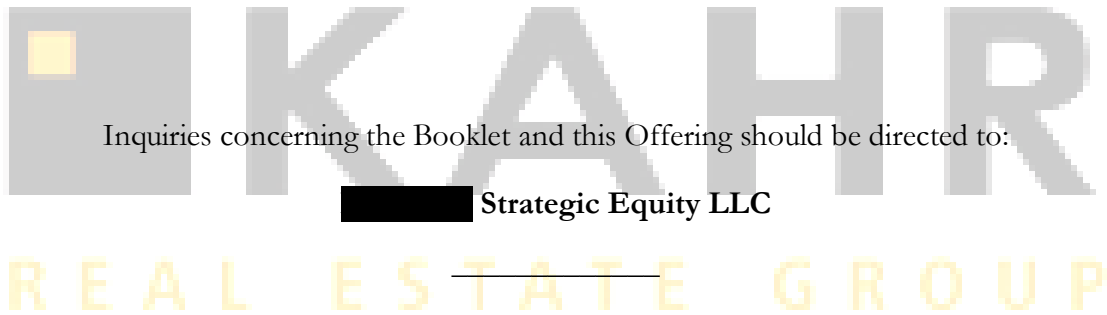 KAHR
Inquiries concerning the Booklet and this Offering should be directed to:
Strategic Equity LLC
REAL ESTATE GROUP